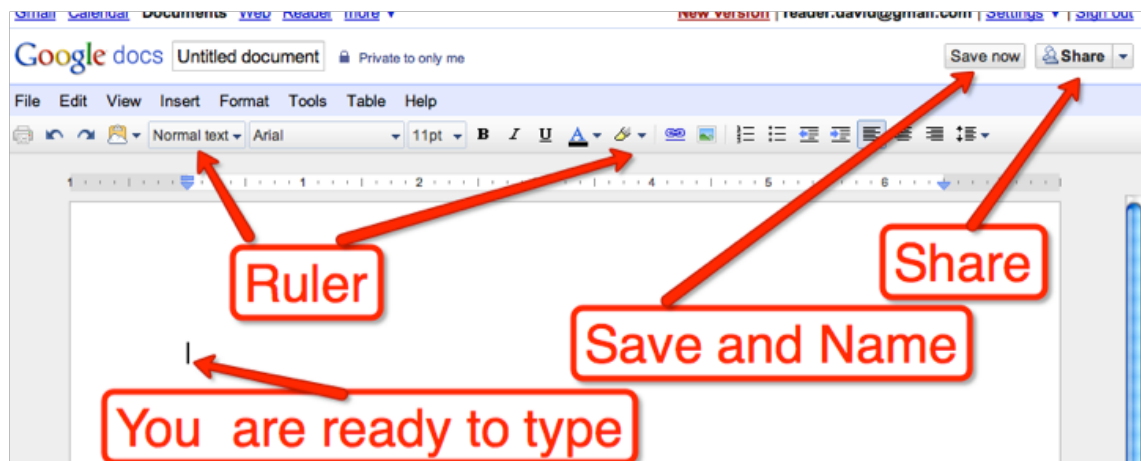 Gmail Calendar Documents Web Reader more ▼ New version | reader.david@gmail.com | Settings ▼ | Sign out
Google docs Untitled document Private to only me Save now Share
File Edit View Insert Format Tools Table Help
Normal text Arial 11pt B I U A
1 1 2 4 5 6
Ruler
Share
Save and Name
You are ready to type